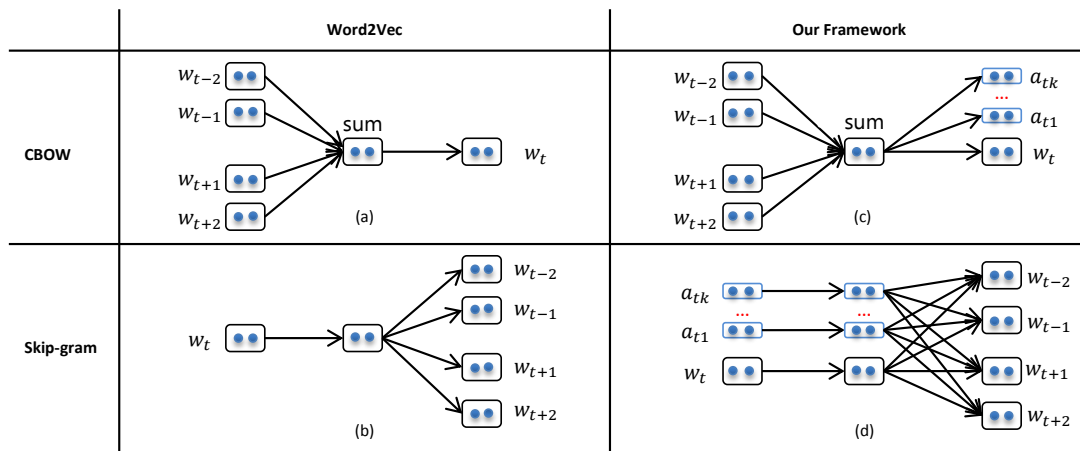 Word2Vec
Our Framework
CBOW
w_{t−2}
w_{t−1}
sum
w_t
w_{t+1}
w_{t+2}
(a)
w_{t−2}
w_{t−1}
sum
w_{t+1}
w_{t+2}
a_{tk}
...
a_{t1}
w_t
(c)
Skip-gram
w_t
w_{t−2}
w_{t−1}
w_{t+1}
w_{t+2}
(b)
a_{tk}
...
...
a_{t1}
w_t
w_{t−2}
w_{t−1}
w_{t+1}
w_{t+2}
(d)